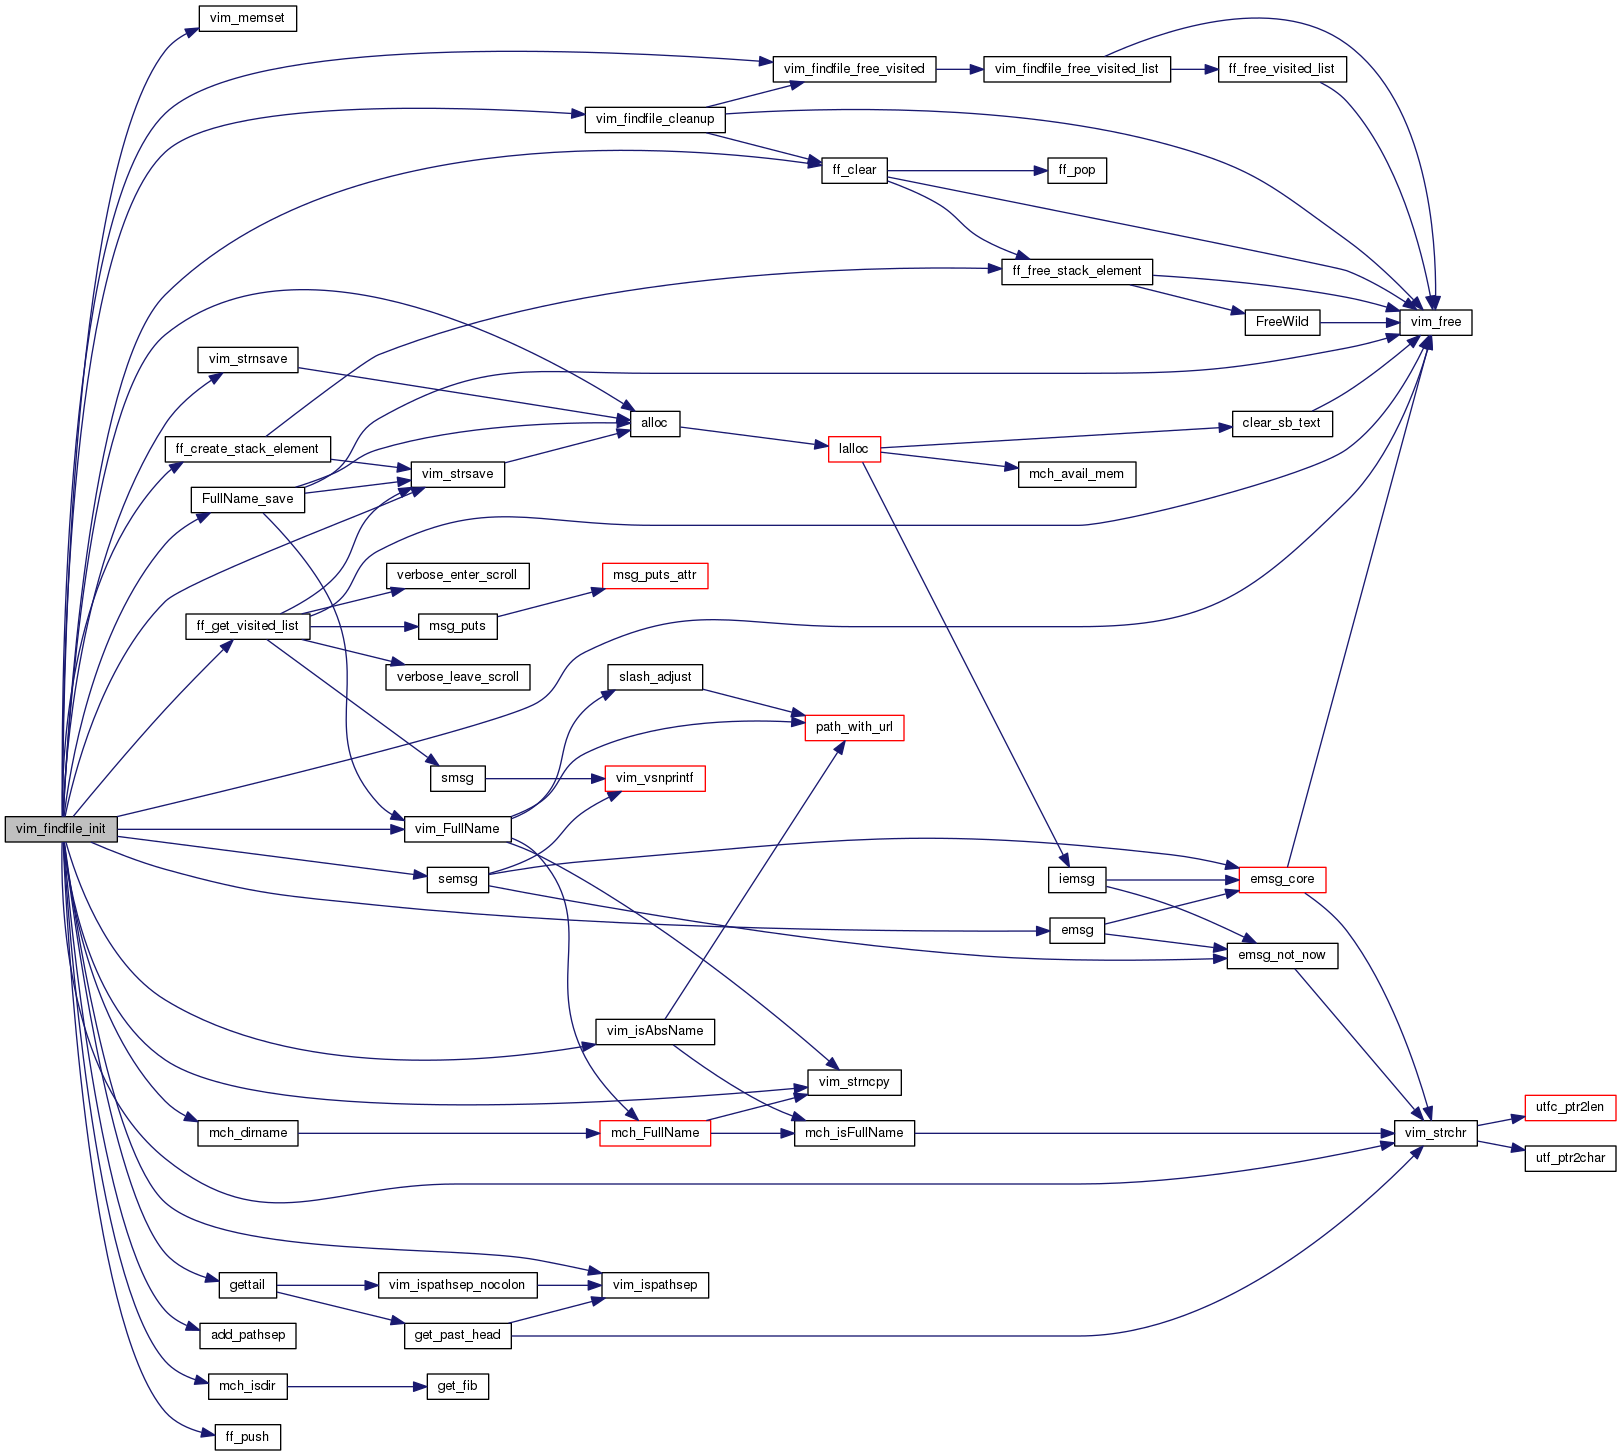 vim_memset
vim_findfile_free_visited
vim_findfile_free_visited_list
ff_free_visited_list
vim_findfile_cleanup
ff_clear
ff_pop
ff_free_stack_element
FreeWild
vim_free
vim_strnsave
alloc
clear_sb_text
ff_create_stack_element
lalloc
vim_strsave
mch_avail_mem
FullName_save
verbose_enter_scroll
msg_puts_attr
ff_get_visited_list
msg_puts
verbose_leave_scroll
slash_adjust
path_with_url
smsg
vim_vsnprintf
vim_findfile_init
vim_FullName
semsg
iemsg
emsg_core
emsg
emsg_not_now
vim_isAbsName
vim_strncpy
utfc_ptr2len
mch_dirname
mch_FullName
mch_isFullName
vim_strchr
utf_ptr2char
gettail
vim_ispathsep_nocolon
vim_ispathsep
add_pathsep
get_past_head
mch_isdir
get_fib
ff_push